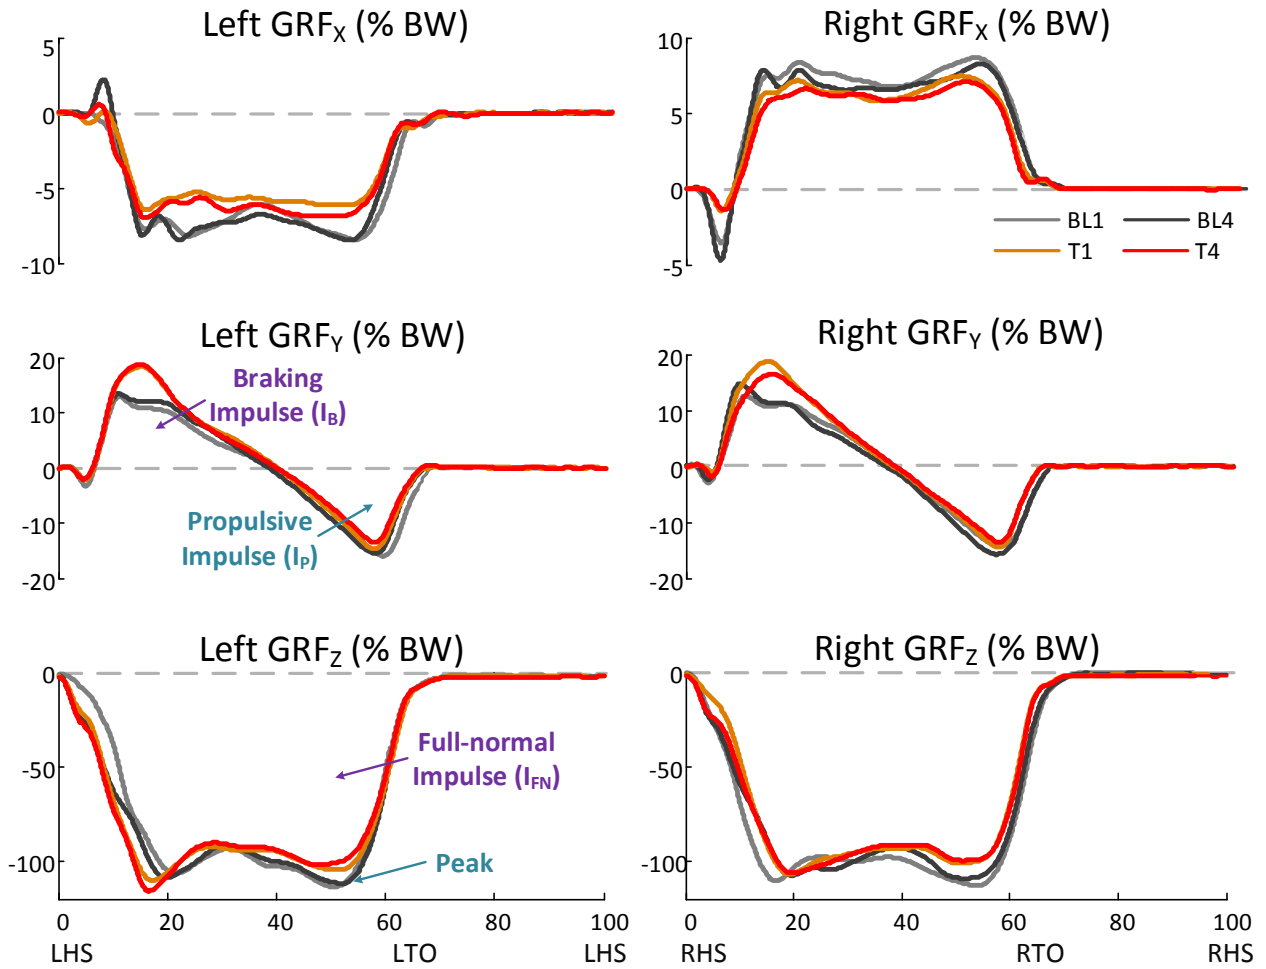 Left GRFX (% BW)
Right GRFX (% BW)
5
0
-5
-10
10
5
0
-5
BL1
BL4
T1
T4
Left GRFY (% BW)
Right GRFY (% BW)
20
10
0
-10
-20
Braking
Impulse (IB)
Propulsive
Impulse (IP)
20
10
0
-10
-20
Left GRFZ (% BW)
Right GRFZ (% BW)
0
-50
-100
Full-normal
Impulse (IFN)
Peak
0
-50
-100
0 20 40 60 80 100
LHS LTO LHS
0 20 40 60 80 100
RHS RTO RHS